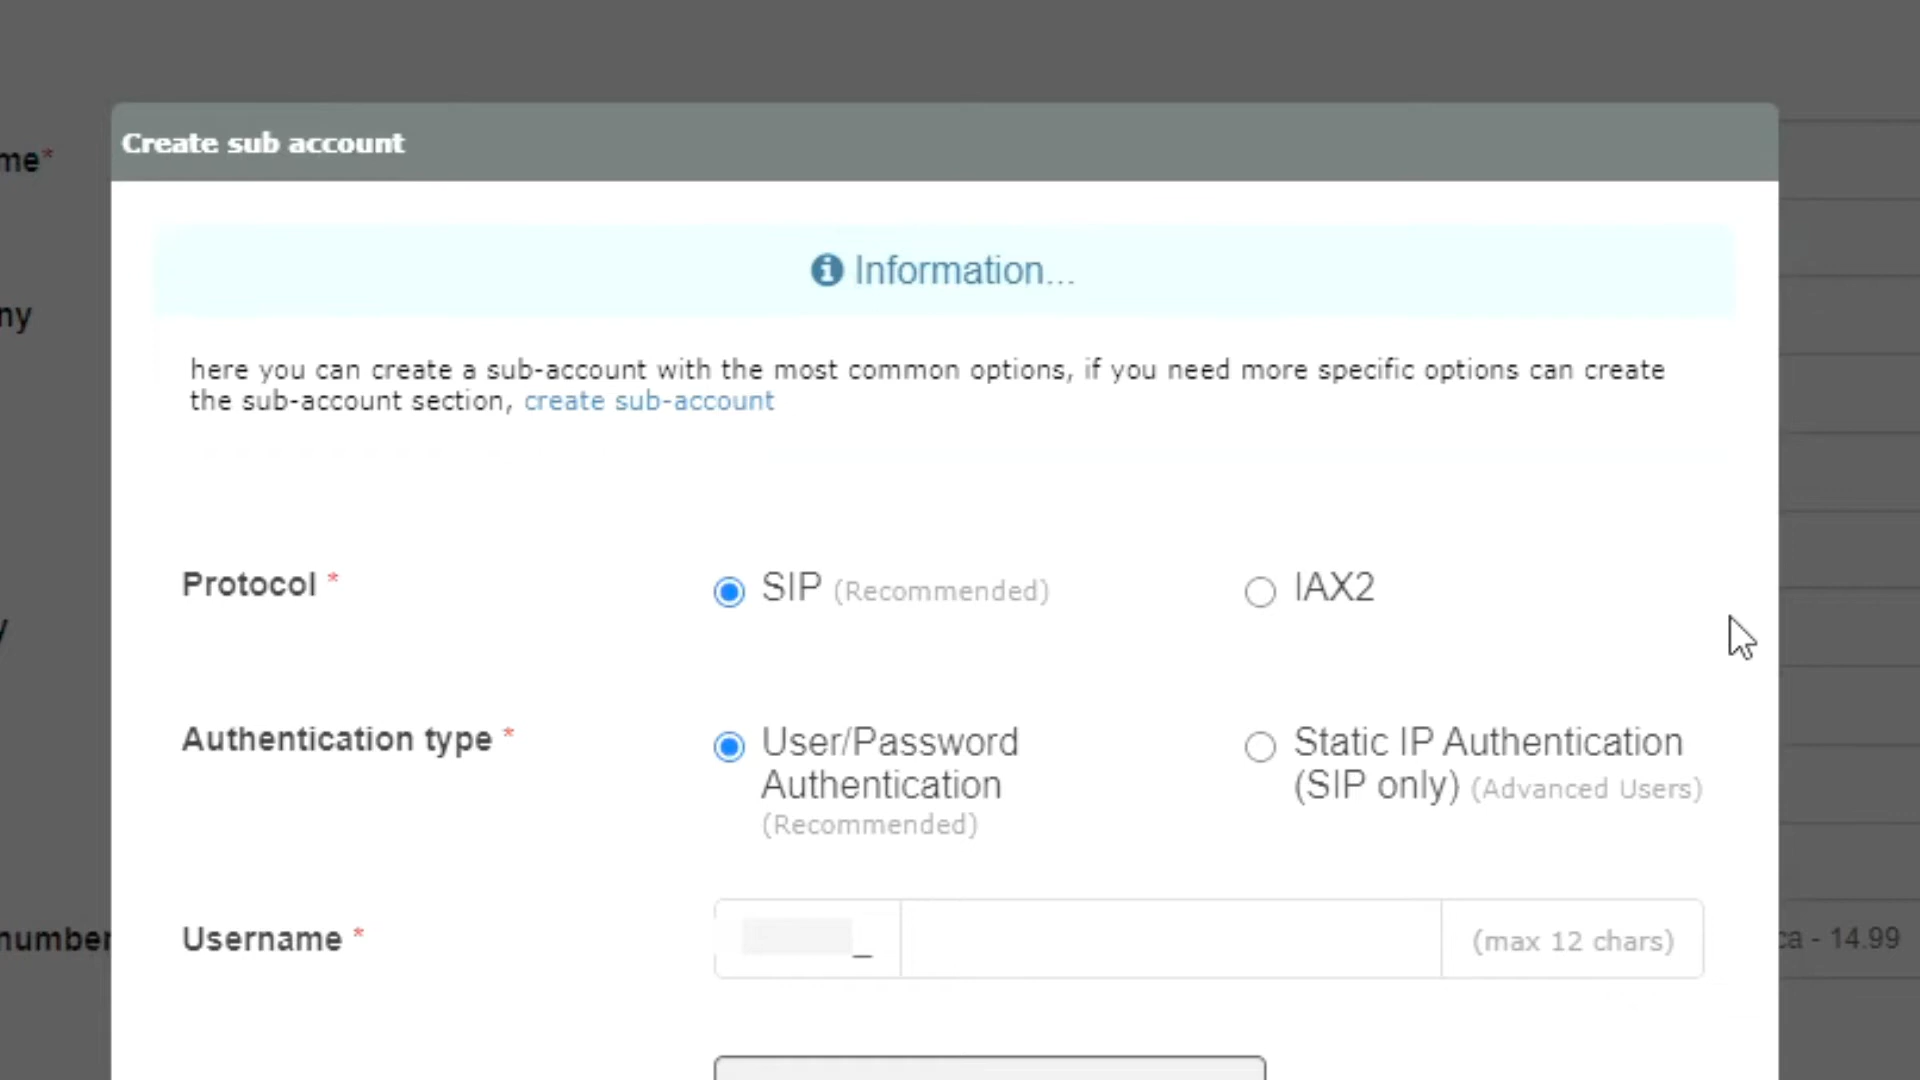 Create sub account
me*
Information...
ny
here you can create a sub-account with the most common options, if you need more specific options can create
the sub-account section, create sub-account
Protocol *
SIP (Recommended)
IAX2
y
Authentication type *
User/Password
Authentication
(Recommended)
Static IP Authentication
(SIP only) (Advanced Users)
number
Username *
_
(max 12 chars)
ca - 14.99